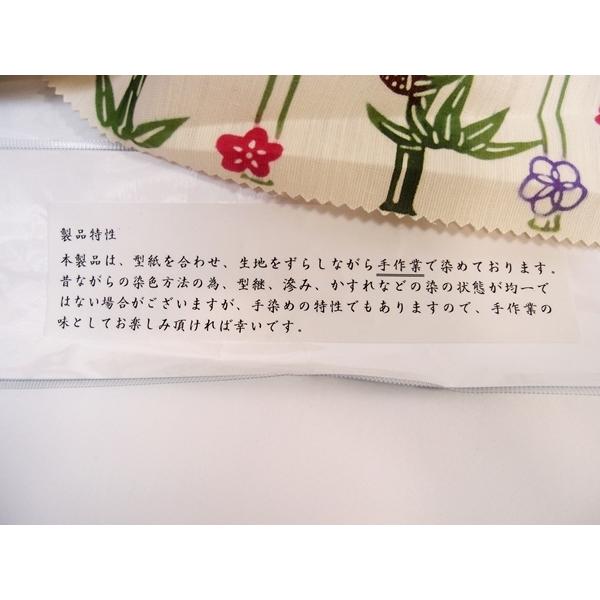 製品特性
本製品は、型紙を合わせ、生地をずらしながら手作業で染めております。
昔ながらの染色方法の為、型継、滲み、かすれなどの染の状態が均一で
はない場合がございますが、手染めの特性でもありますので、手作業の
味としてお楽しみ頂ければ幸いです。